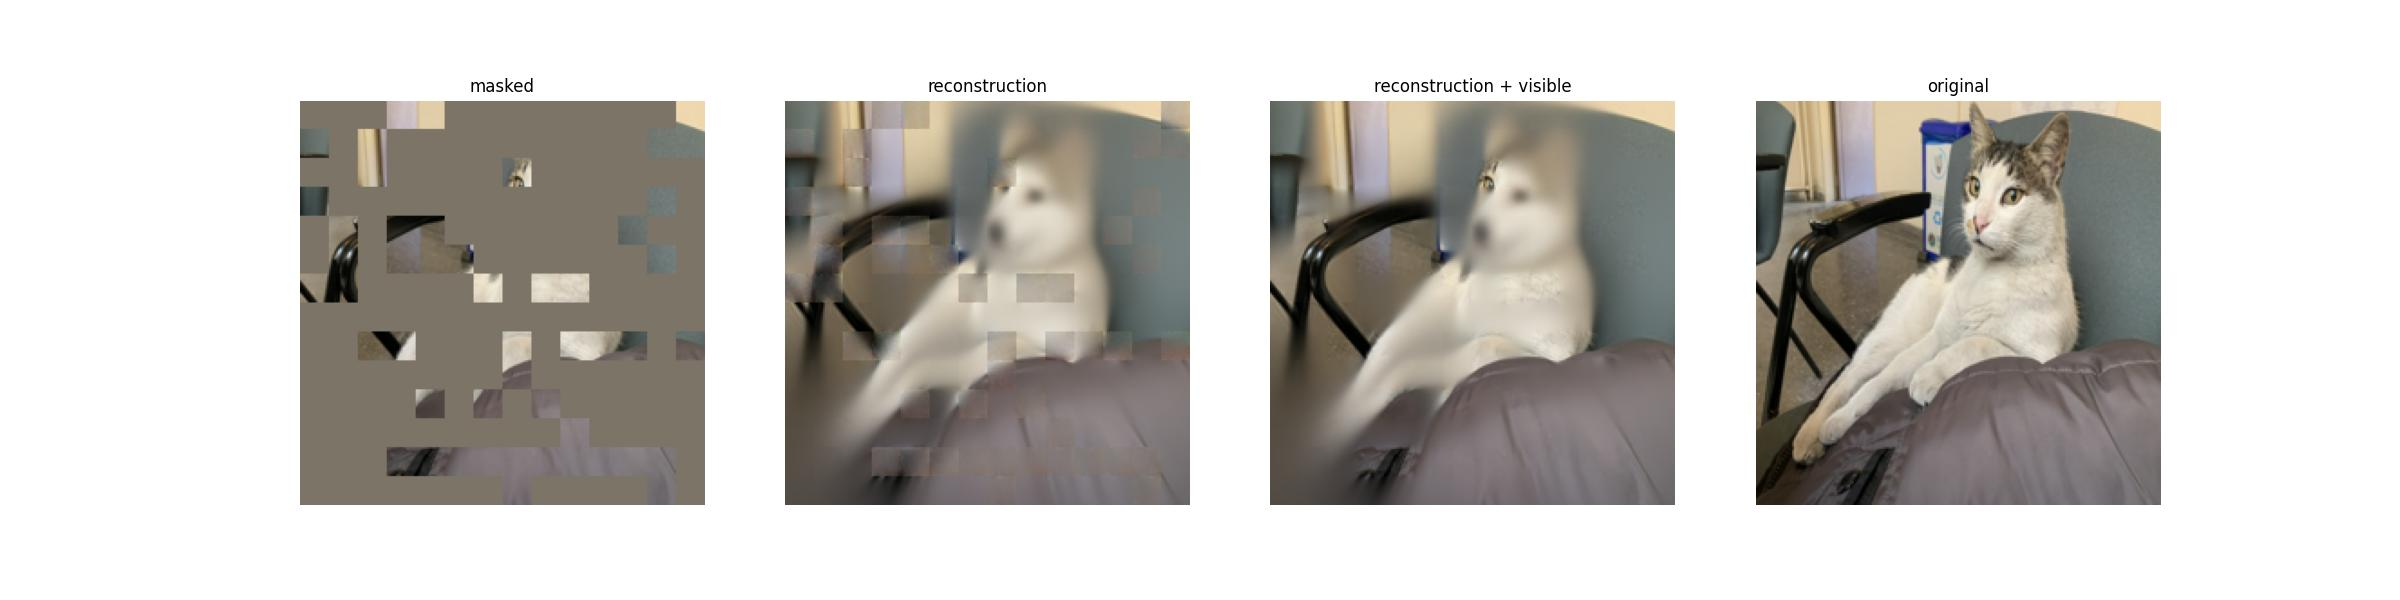 masked
reconstruction
reconstruction + visible
original